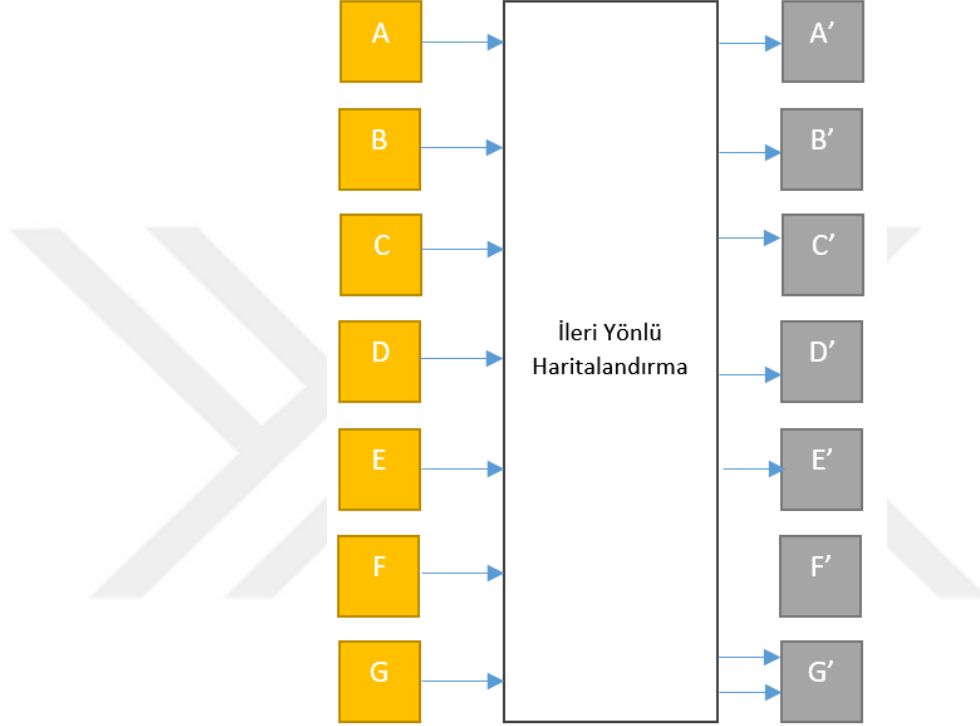 A
A’
B
B’
C
C’
İleri Yönlü
Haritalandırma
D
D’
E
E’
F
F’
G
G’